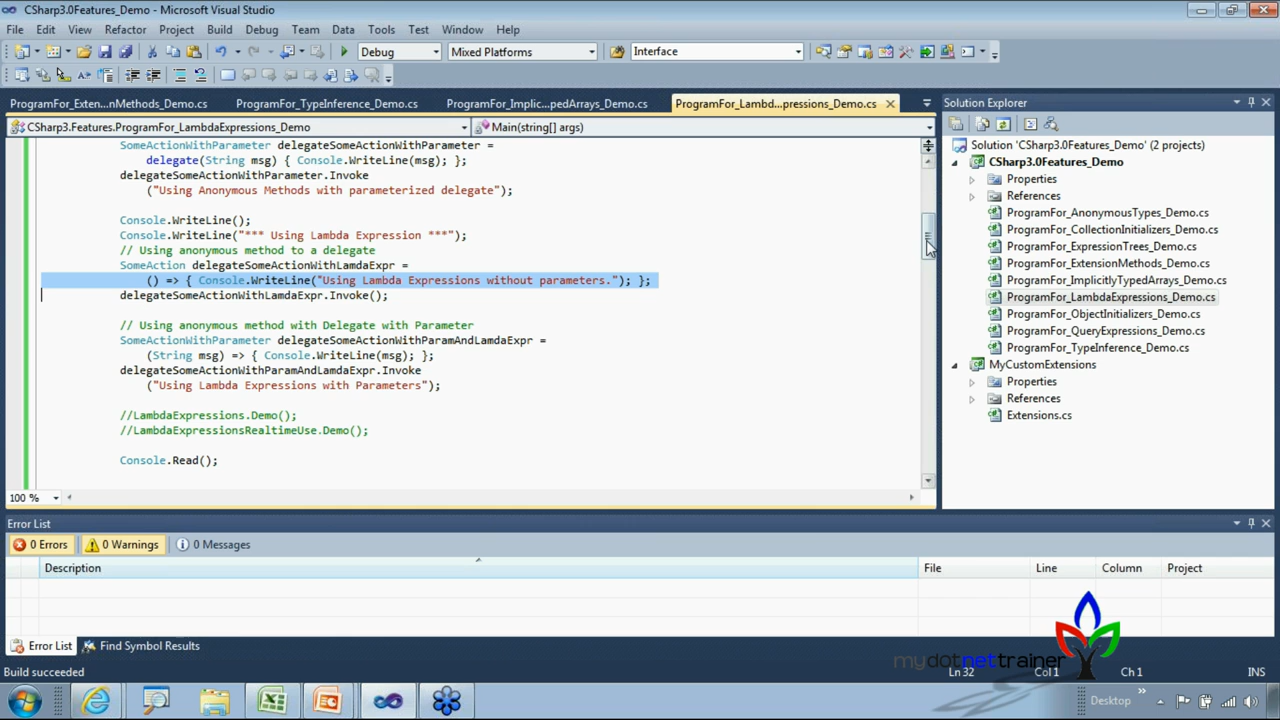 CSharp3.0Features_Demo - Microsoft Visual Studio
File Edit View Refactor Project Build Debug Team Data Tools Test Window Help
Debug Mixed Platforms Interface
ProgramFor_Exten...nMethods_Demo.cs ProgramFor_TypeInference_Demo.cs ProgramFor_Implic...pedArrays_Demo.cs ProgramFor_Lambd...pressions_Demo.cs
CSharp3.Features.ProgramFor_LambdaExpressions_Demo Main(string[] args)
SomeActionWithParameter delegateSomeActionWithParameter =
delegate(String msg) { Console.WriteLine(msg); };
delegateSomeActionWithParameter.Invoke
("Using Anonymous Methods with parameterized delegate");
Console.WriteLine();
Console.WriteLine("*** Using Lambda Expression ***");
// Using anonymous method to a delegate
SomeAction delegateSomeActionWithLamdaExpr =
() => { Console.WriteLine("Using Lambda Expressions without parameters."); };
delegateSomeActionWithLamdaExpr.Invoke();
// Using anonymous method with Delegate with Parameter
SomeActionWithParameter delegateSomeActionWithParamAndLamdaExpr =
(String msg) => { Console.WriteLine(msg); };
delegateSomeActionWithParamAndLamdaExpr.Invoke
("Using Lambda Expressions with Parameters");
//LambdaExpressions.Demo();
//LambdaExpressionsRealtimeUse.Demo();
Console.Read();
100 %
Solution Explorer
Solution 'CSharp3.0Features_Demo' (2 projects)
CSharp3.0Features_Demo
Properties
References
ProgramFor_AnonymousTypes_Demo.cs
ProgramFor_CollectionInitializers_Demo.cs
ProgramFor_ExpressionTrees_Demo.cs
ProgramFor_ExtensionMethods_Demo.cs
ProgramFor_ImplicitlyTypedArrays_Demo.cs
ProgramFor_LambdaExpressions_Demo.cs
ProgramFor_ObjectInitializers_Demo.cs
ProgramFor_QueryExpressions_Demo.cs
ProgramFor_TypeInference_Demo.cs
MyCustomExtensions
Properties
References
Extensions.cs
Error List
0 Errors 0 Warnings 0 Messages
Description File Line Column Project
Error List Find Symbol Results
mydotnettrainer
Build succeeded Ln 32 Col 1 Ch 1 INS
Desktop